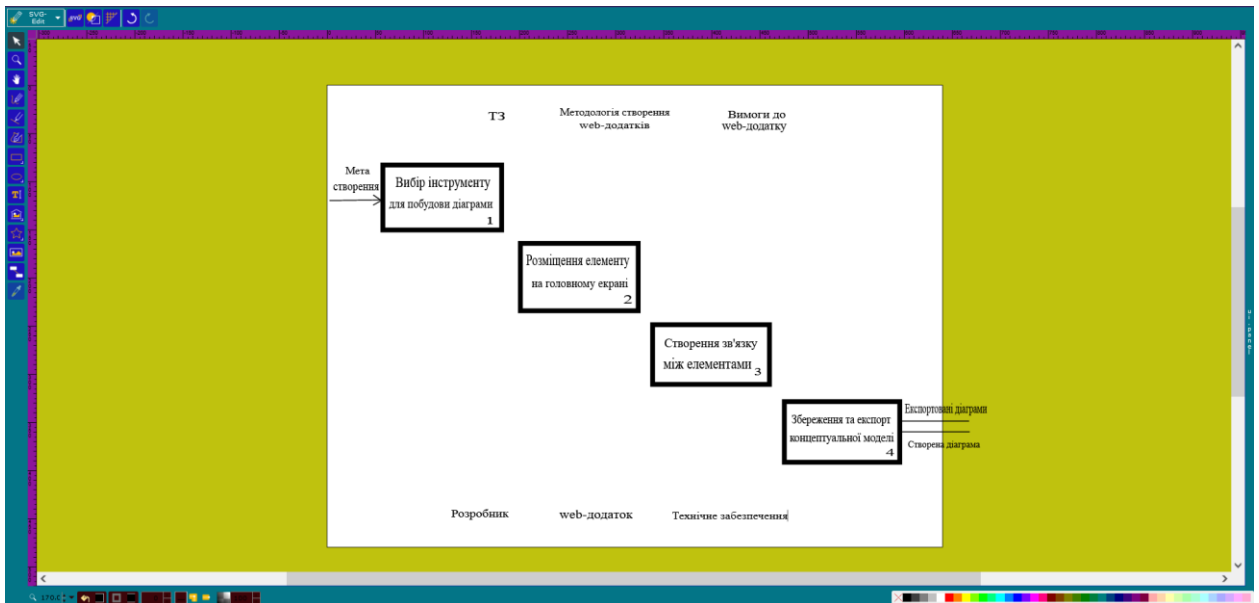 SVG-
Edit
ТЗ
Методологія створення
web-додатків
Вимоги до
web-додатку
Мета
створення
Вибір інструменту
для побудови діаграми
1
Розміщення елементу
на головному екрані
2
Створення зв'язку
між елементами
3
Збереження та експорт
концептуальної моделі
4
Експортовані діаграми
Створена діаграма
Розробник
web-додаток
Технічне забезпечення